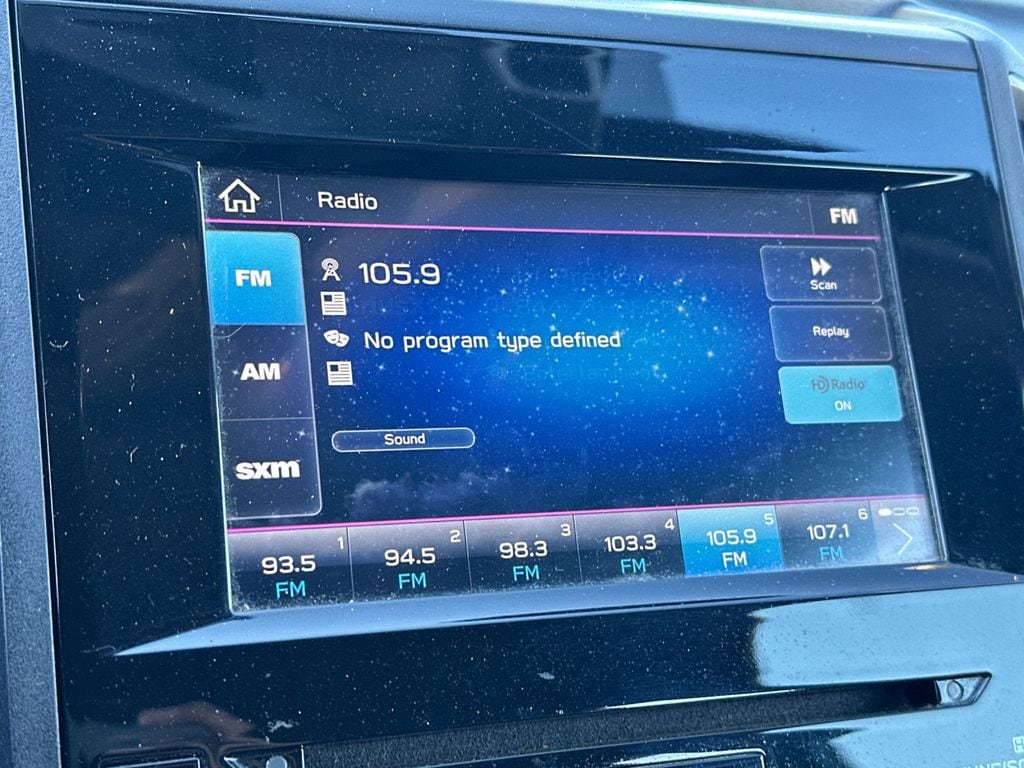 Radio
FM
FM
AM
sxm
105.9
No program type defined
Sound
Scan
Replay
HD Radio
ON
1
93.5
FM
2
94.5
FM
3
98.3
FM
4
103.3
FM
5
105.9
FM
6
107.1
FM